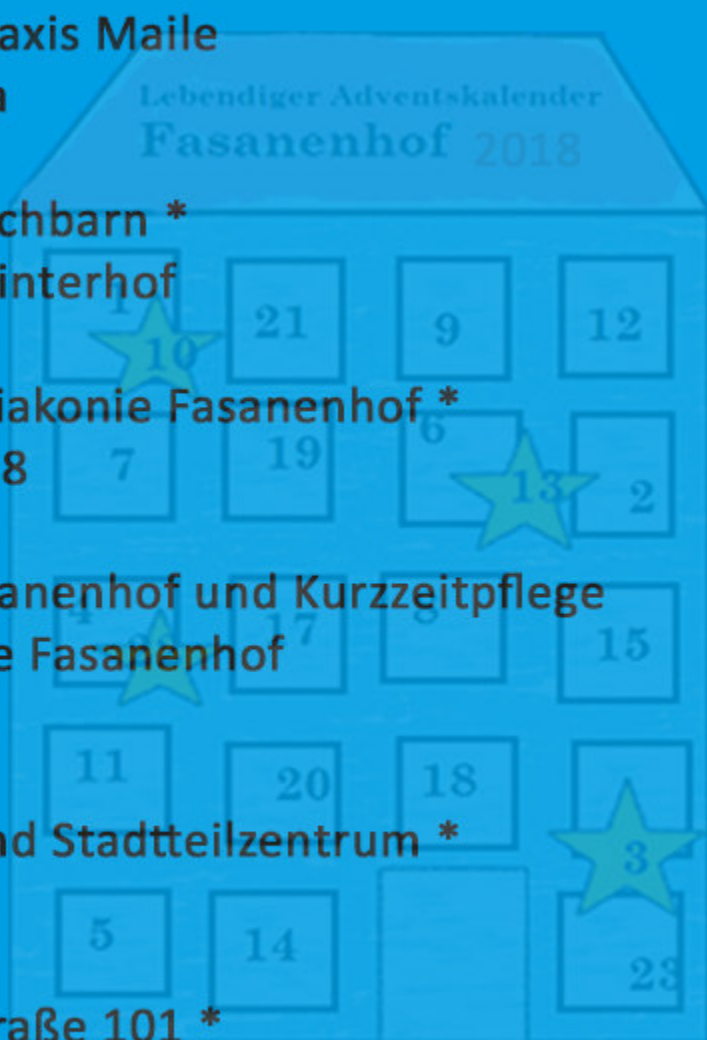 axis Maile
a
Lebendiger Adventskalender
Fasanenhof 2018
chbarn *
interhof
1
10
21
9
12
iakonie Fasanenhof *
8
7
19
6
13
2
anenhof und Kurzzeitpflege
e Fasanenhof
4
17
8
15
11
20
18
nd Stadtteilzentrum *
3
5
14
23
raße 101 *